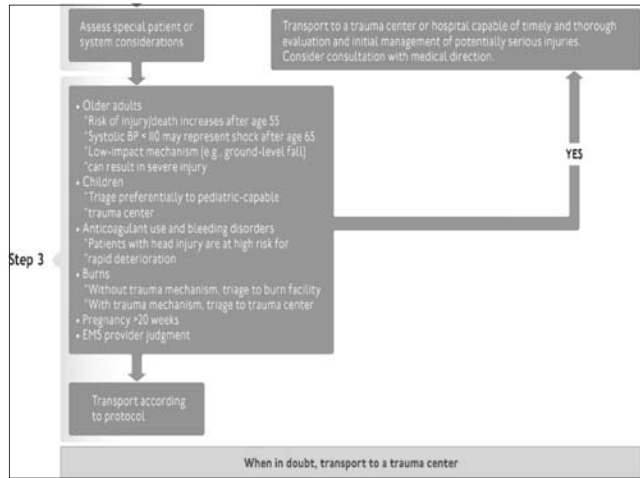 Assess special patient or
system considerations
Transport to a trauma center or hospital capable of timely and thorough
evaluation and initial management of potentially serious injuries.
Consider consultation with medical direction.
• Older adults
"Risk of injury/death increases after age 55
"Systolic BP < 110 may represent shock after age 65
"Low-impact mechanism (e.g., ground-level fall)
"can result in severe injury
• Children
"Triage preferentially to pediatric-capable
"trauma center
• Anticoagulant use and bleeding disorders
"Patients with head injury are at high risk for
"rapid deterioration
• Burns
"Without trauma mechanism, triage to burn facility
"With trauma mechanism, triage to trauma center
• Pregnancy >20 weeks
• EMS provider judgment
YES
Step 3
Transport according
to protocol
When in doubt, transport to a trauma center